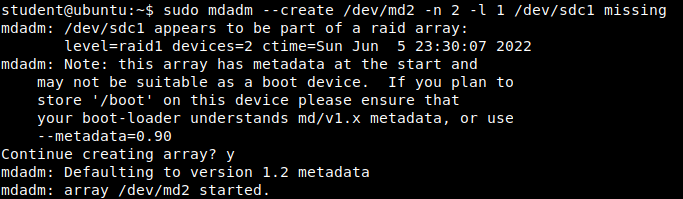 student@ubuntu:~$ sudo mdadm --create /dev/md2 -n 2 -l 1 /dev/sdc1 missing
mdadm: /dev/sdc1 appears to be part of a raid array:
       level=raid1 devices=2 ctime=Sun Jun  5 23:30:07 2022
mdadm: Note: this array has metadata at the start and
    may not be suitable as a boot device.  If you plan to
    store '/boot' on this device please ensure that
    your boot-loader understands md/v1.x metadata, or use
    --metadata=0.90
Continue creating array? y
mdadm: Defaulting to version 1.2 metadata
mdadm: array /dev/md2 started.